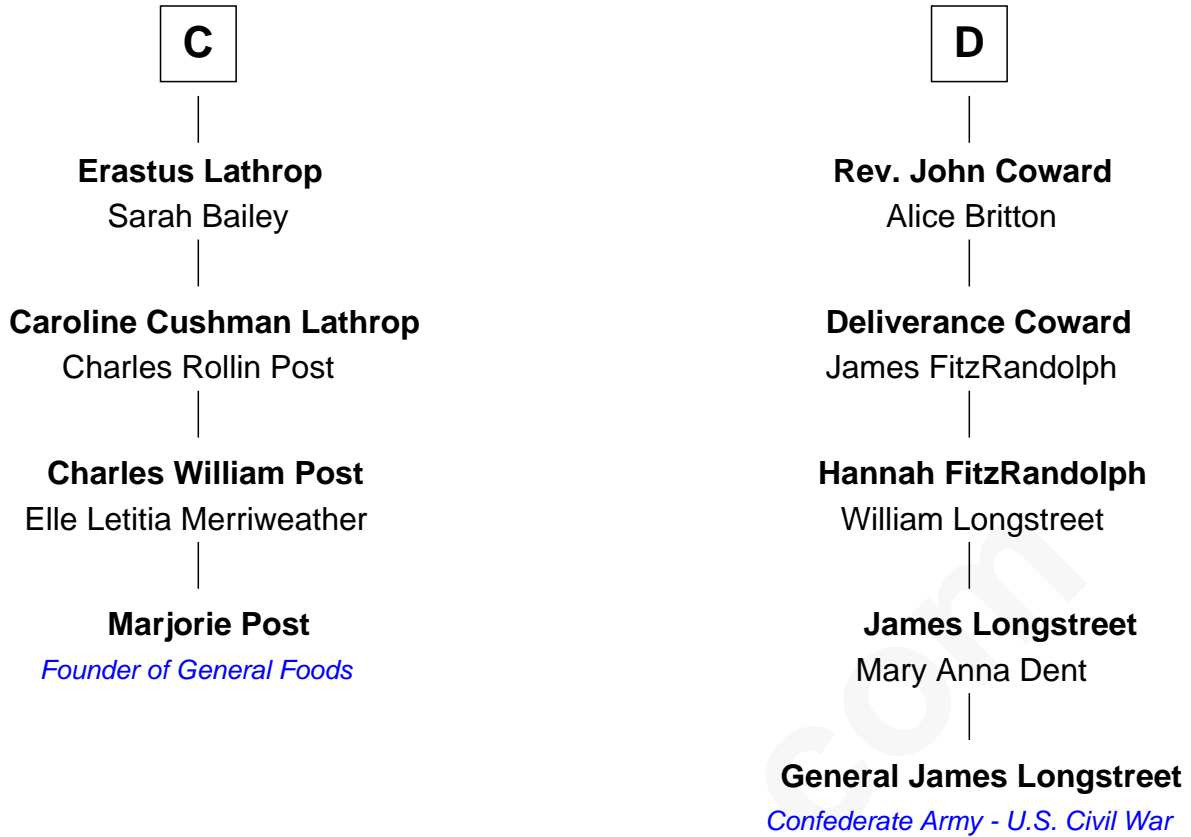 C
Erastus Lathrop
Sarah Bailey
Caroline Cushman Lathrop
Charles Rollin Post
Charles William Post
Elle Letitia Merriweather
Marjorie Post
Founder of General Foods
D
Rev. John Coward
Alice Britton
Deliverance Coward
James FitzRandolph
Hannah FitzRandolph
William Longstreet
James Longstreet
Mary Anna Dent
General James Longstreet
Confederate Army - U.S. Civil War
com